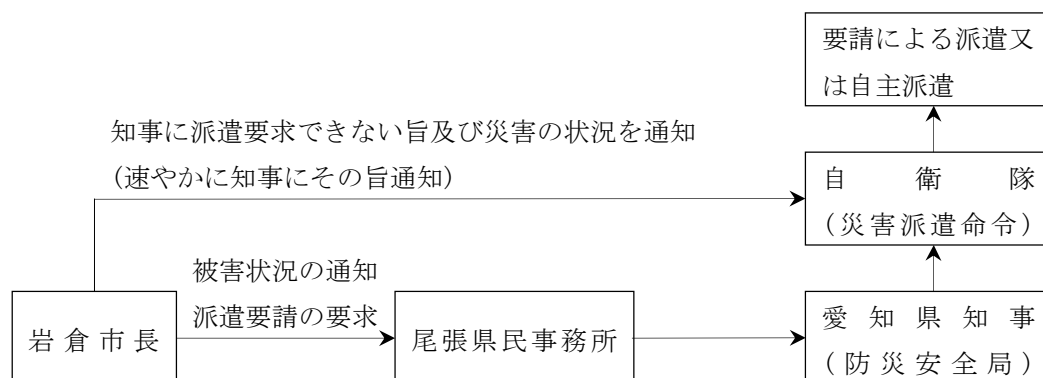 要請による派遣又
は自主派遣
知事に派遣要求できない旨及び災害の状況を通知
(速やかに知事にその旨通知)
自衛隊
(災害派遣命令)
被害状況の通知
派遣要請の要求
岩倉市長
尾張県民事務所
愛知県知事
(防災安全局)